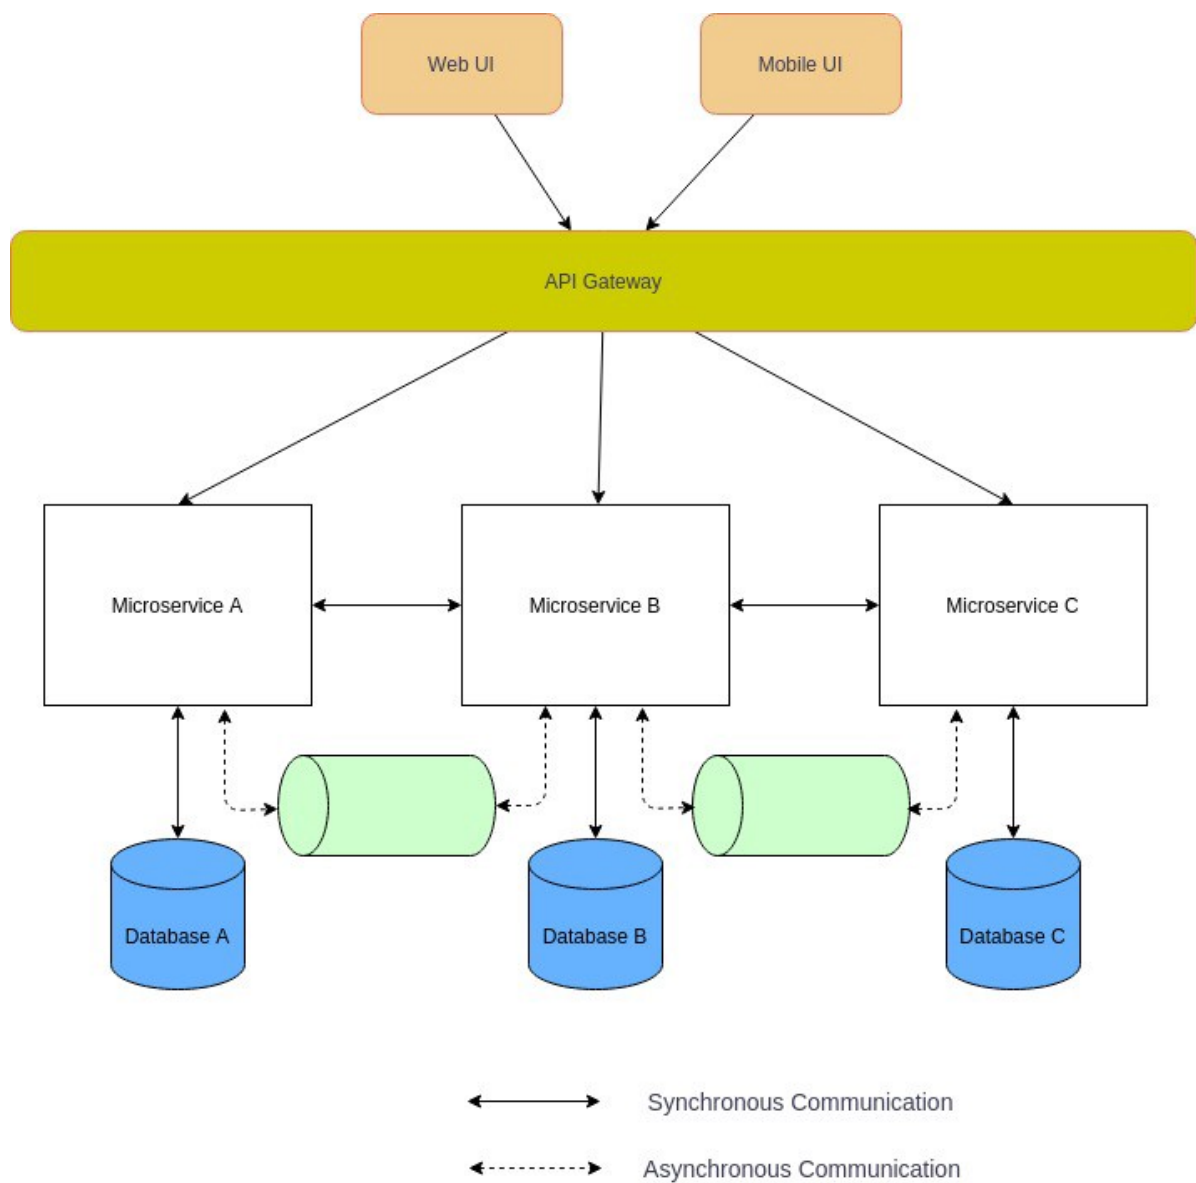 Web UI
Mobile UI
API Gateway
Microservice A
Microservice B
Microservice C
Database A
Database B
Database C
Synchronous Communication
Asynchronous Communication